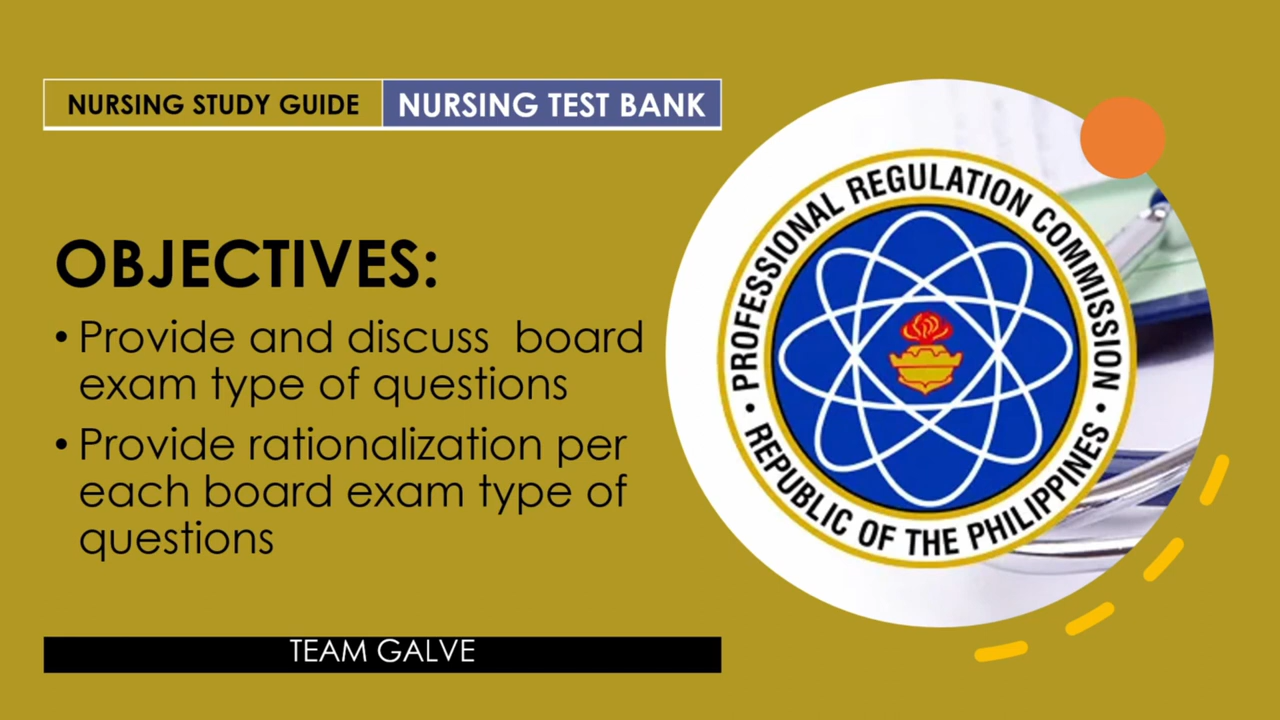 NURSING STUDY GUIDE
NURSING TEST BANK
OBJECTIVES:
• Provide and discuss board
exam type of questions
• Provide rationalization per
each board exam type of
questions
TEAM GALVE
• PROFESSIONAL REGULATION COMMISSION •
REPUBLIC OF THE PHILIPPINES